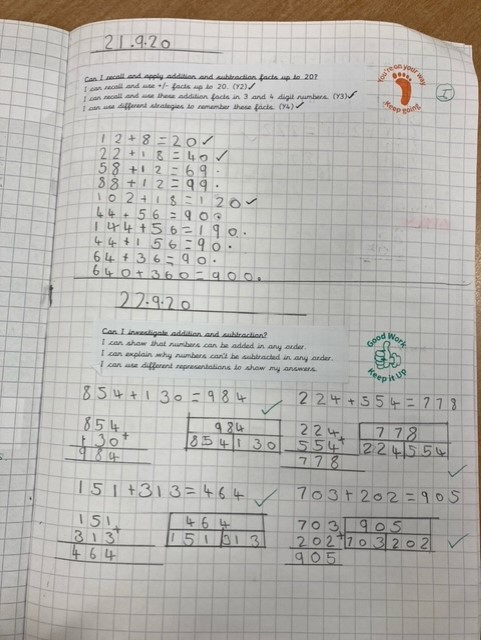 21.9.20
Can I recall and apply addition and subtraction facts up to 20?
I can recall and use +/- facts up to 20. (Y2)✓
I can recall and use these addition facts in 3 and 4 digit numbers. (Y3)✓
I can use different strategies to remember these facts. (Y4)✓
You're on your way
Keep going
I
12+8=20✓
22+18=40✓
58+12=69.
88+12=99.
102+18=120✓
44+56=90.
144+56=190.
44+156=90.
64+36=90.
640+360=900.
22.9.20
Can I investigate addition and subtraction?
I can show that numbers can be added in any order.
I can explain why numbers can't be subtracted in any order.
I can use different representations to show my answers.
Good Work
Keep it Up
854+130=984 ✓
854
130+
984
984
854 130
224+554=778
224
554+
778
778
224 554 ✓
151+313=464 ✓
151
313+
464
464
151 313
703+202=905
703
202+
905
905
703 202 ✓